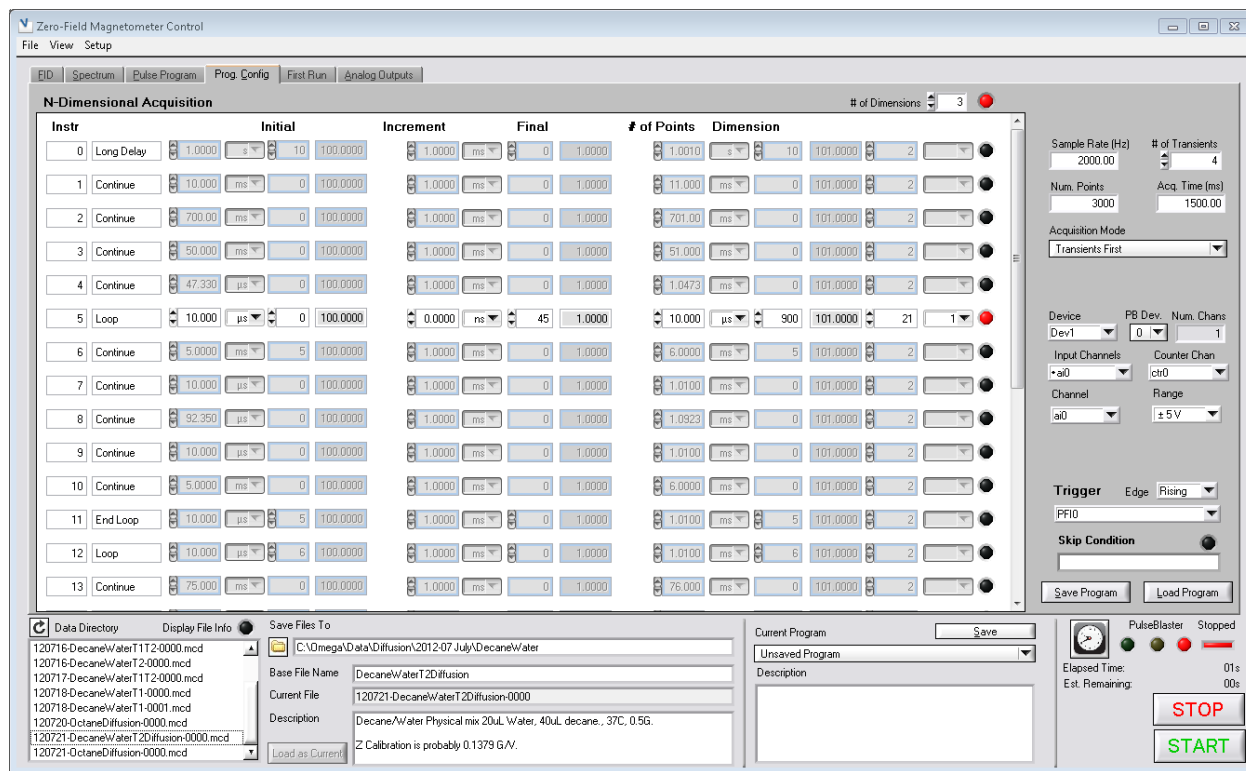 Zero-Field Magnetometer Control
File View Setup
FID Spectrum Pulse Program Prog. Config First Run Analog Outputs
N-Dimensional Acquisition # of Dimensions 3
Instr Initial Increment Final # of Points Dimension
0 Long Delay 1.0000 s 10 100.0000 1.0000 ms 0 1.0000 1.0010 s 10 101.0000 2
1 Continue 10.000 ms 0 100.0000 1.0000 ms 0 1.0000 11.000 ms 0 101.0000 2
2 Continue 700.00 ms 0 100.0000 1.0000 ms 0 1.0000 701.00 ms 0 101.0000 2
3 Continue 50.000 ms 0 100.0000 1.0000 ms 0 1.0000 51.000 ms 0 101.0000 2
4 Continue 47.330 µs 0 100.0000 1.0000 ms 0 1.0000 1.0473 ms 0 101.0000 2
5 Loop 10.000 µs 0 100.0000 0.0000 ns 45 1.0000 10.000 µs 900 101.0000 21 1
6 Continue 5.0000 ms 5 100.0000 1.0000 ms 0 1.0000 6.0000 ms 5 101.0000 2
7 Continue 10.000 µs 0 100.0000 1.0000 ms 0 1.0000 1.0100 ms 0 101.0000 2
8 Continue 92.350 µs 0 100.0000 1.0000 ms 0 1.0000 1.0923 ms 0 101.0000 2
9 Continue 10.000 µs 0 100.0000 1.0000 ms 0 1.0000 1.0100 ms 0 101.0000 2
10 Continue 5.0000 ms 0 100.0000 1.0000 ms 0 1.0000 6.0000 ms 0 101.0000 2
11 End Loop 10.000 µs 5 100.0000 1.0000 ms 0 1.0000 1.0100 ms 5 101.0000 2
12 Loop 10.000 µs 6 100.0000 1.0000 ms 0 1.0000 1.0100 ms 6 101.0000 2
13 Continue 75.000 ms 0 100.0000 1.0000 ms 0 1.0000 76.000 ms 0 101.0000 2
Sample Rate (Hz) # of Transients
2000.00 4
Num. Points Acq. Time (ms)
3000 1500.00
Acquisition Mode
Transients First
Device PB Dev. Num. Chans
Dev1 0 1
Input Channels Counter Chan
ai0 ctr0
Channel Range
ai0 ± 5 V
Trigger Edge Rising
PFI0
Skip Condition
Save Program Load Program
Data Directory Display File Info
120716-DecaneWaterT1T2-0000.mcd
120716-DecaneWaterT2-0000.mcd
120717-DecaneWaterT1T2-0000.mcd
120718-DecaneWaterT1-0000.mcd
120718-DecaneWaterT1-0001.mcd
120720-OctaneDiffusion-0000.mcd
120721-DecaneWaterT2Diffusion-0000.mcd
120721-OctaneDiffusion-0000.mcd
Save Files To
C:\Omega\Data\Diffusion\2012-07 July\DecaneWater
Base File Name DecaneWaterT2Diffusion
Current File 120721-DecaneWaterT2Diffusion-0000
Description Decane/Water Physical mix 20uL Water, 40uL decane., 37C, 0.5G.
Z Calibration is probably 0.1379 G/V.
Load as Current
Current Program Save
Unsaved Program
Description
PulseBlaster Stopped
Elapsed Time: 01s
Est. Remaining: 00s
STOP
START